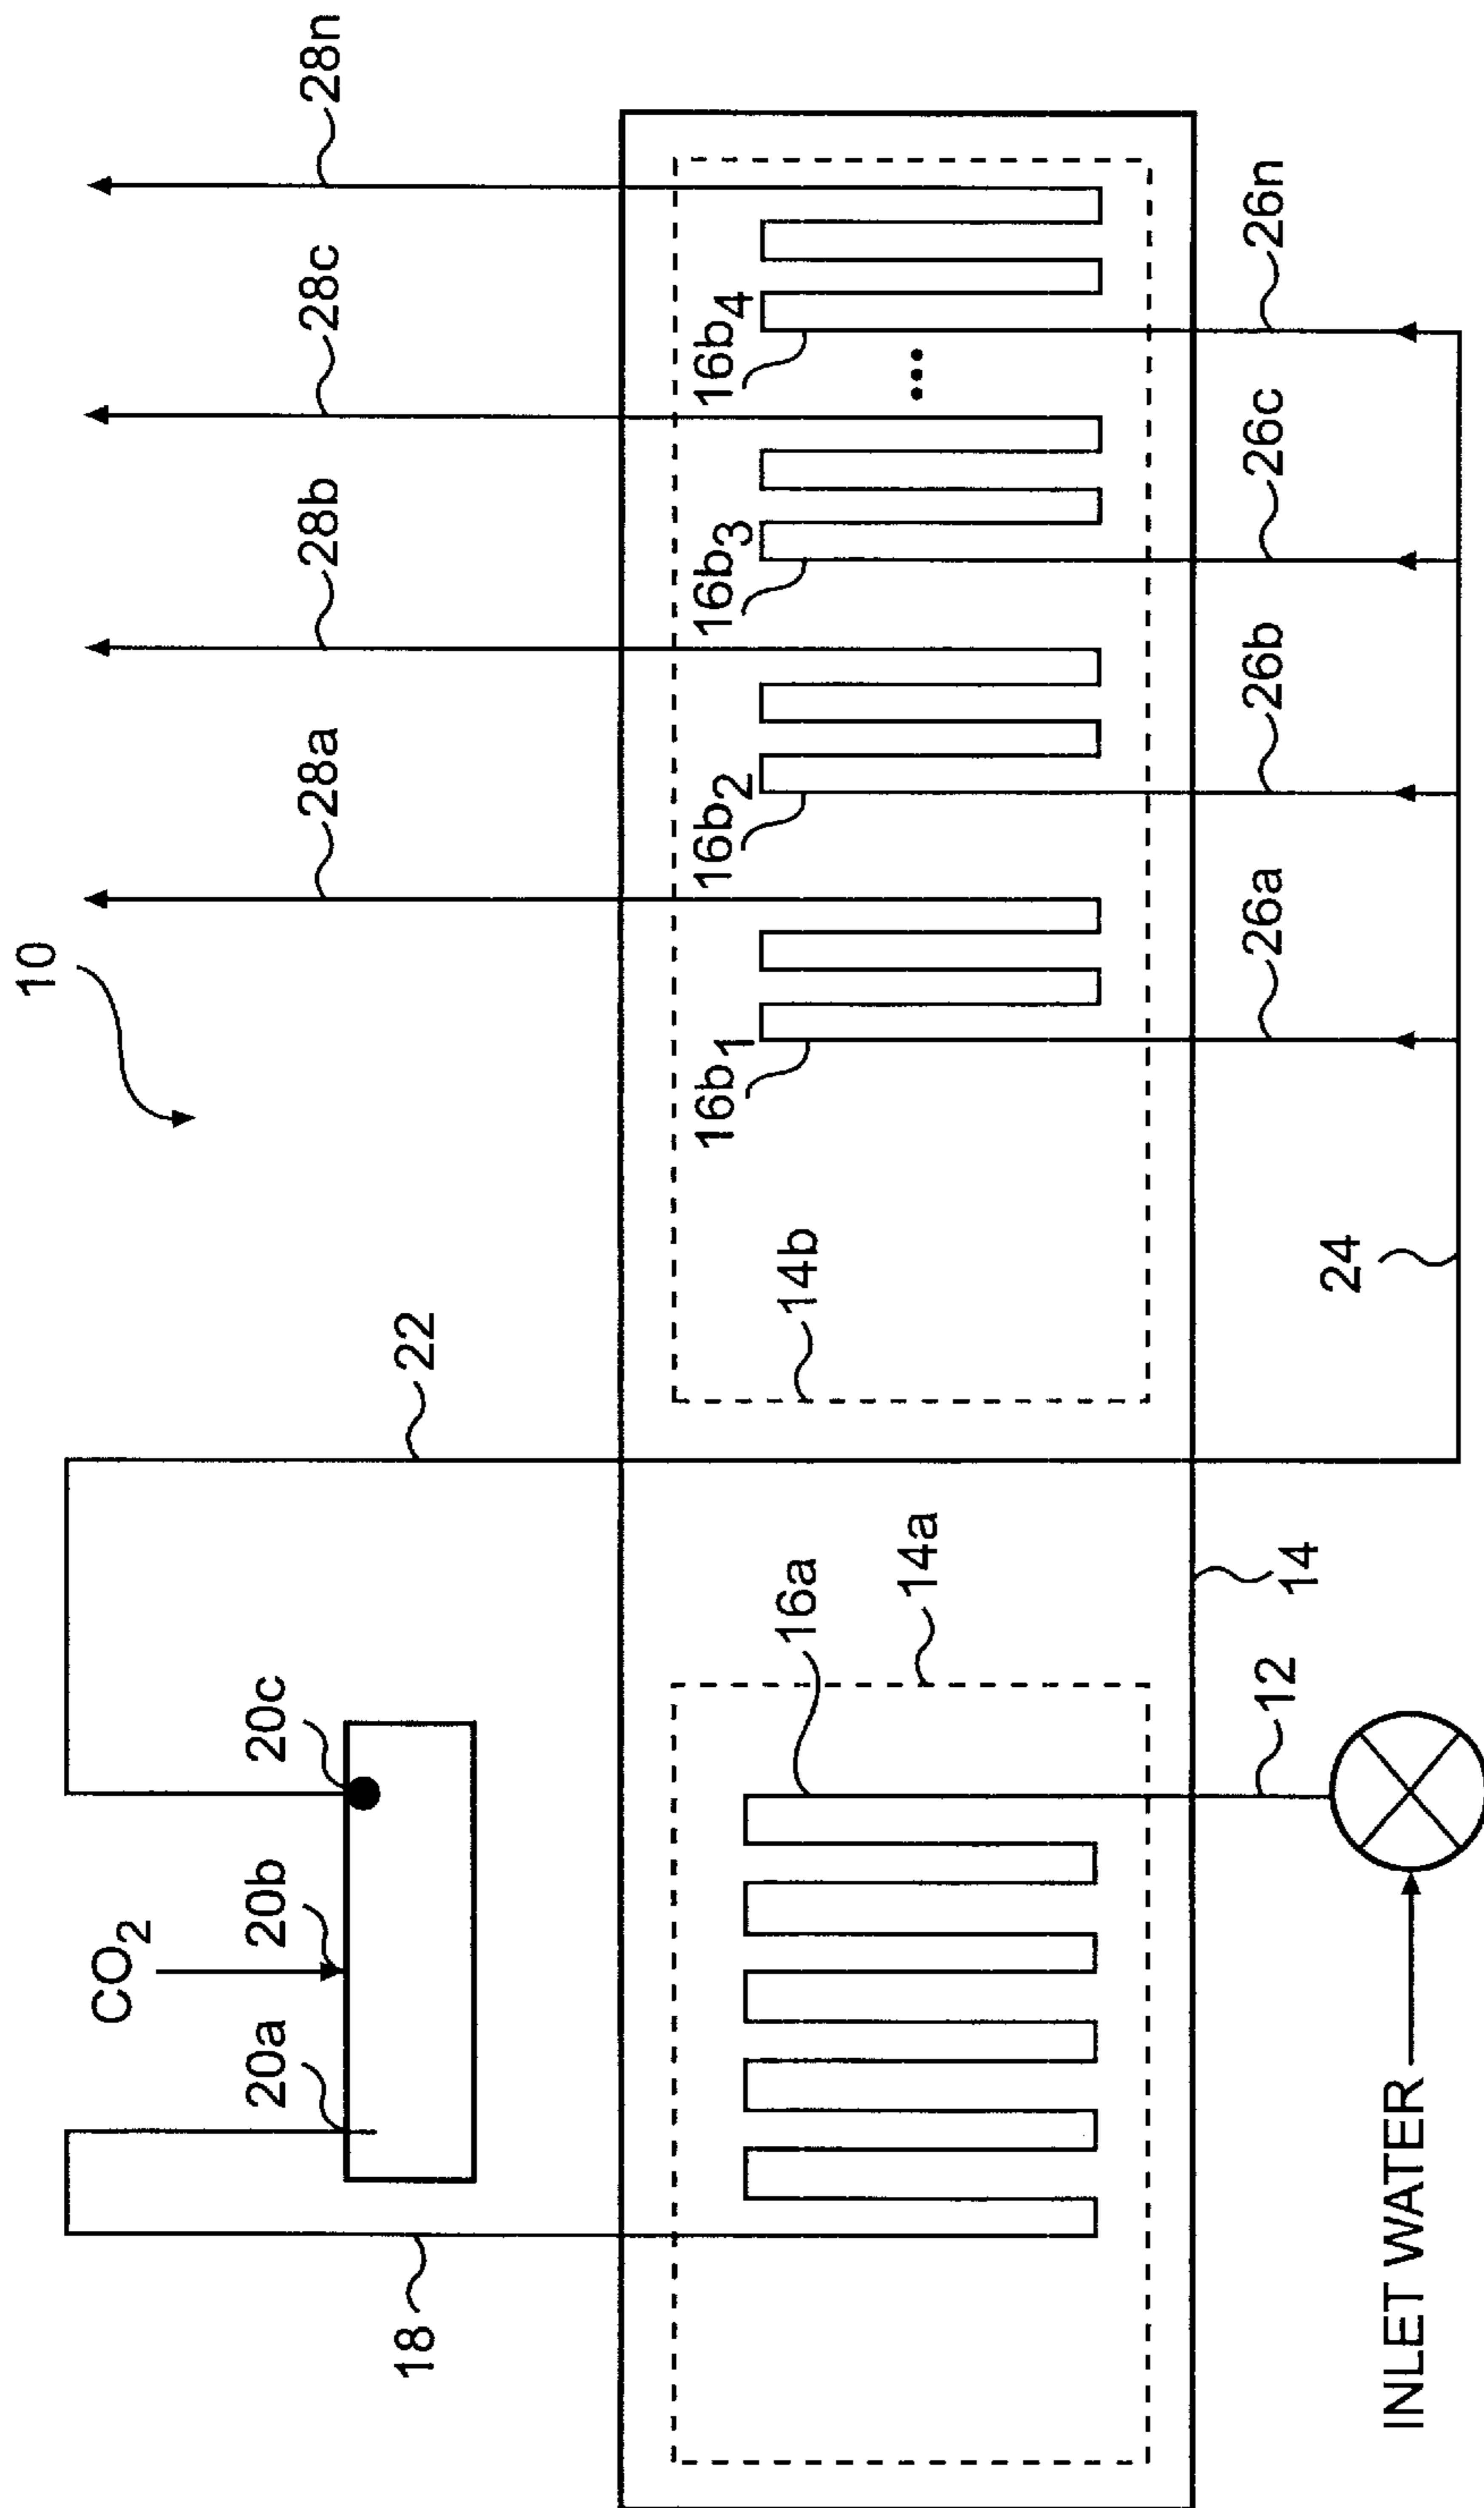 10
28a
28b
28c
28n
22
CO2
20a
20b
20c
18
16b1
16b2
16b3
16b4
...
14b
16a
14a
26a
26b
26c
26n
24
14
12
INLET WATER